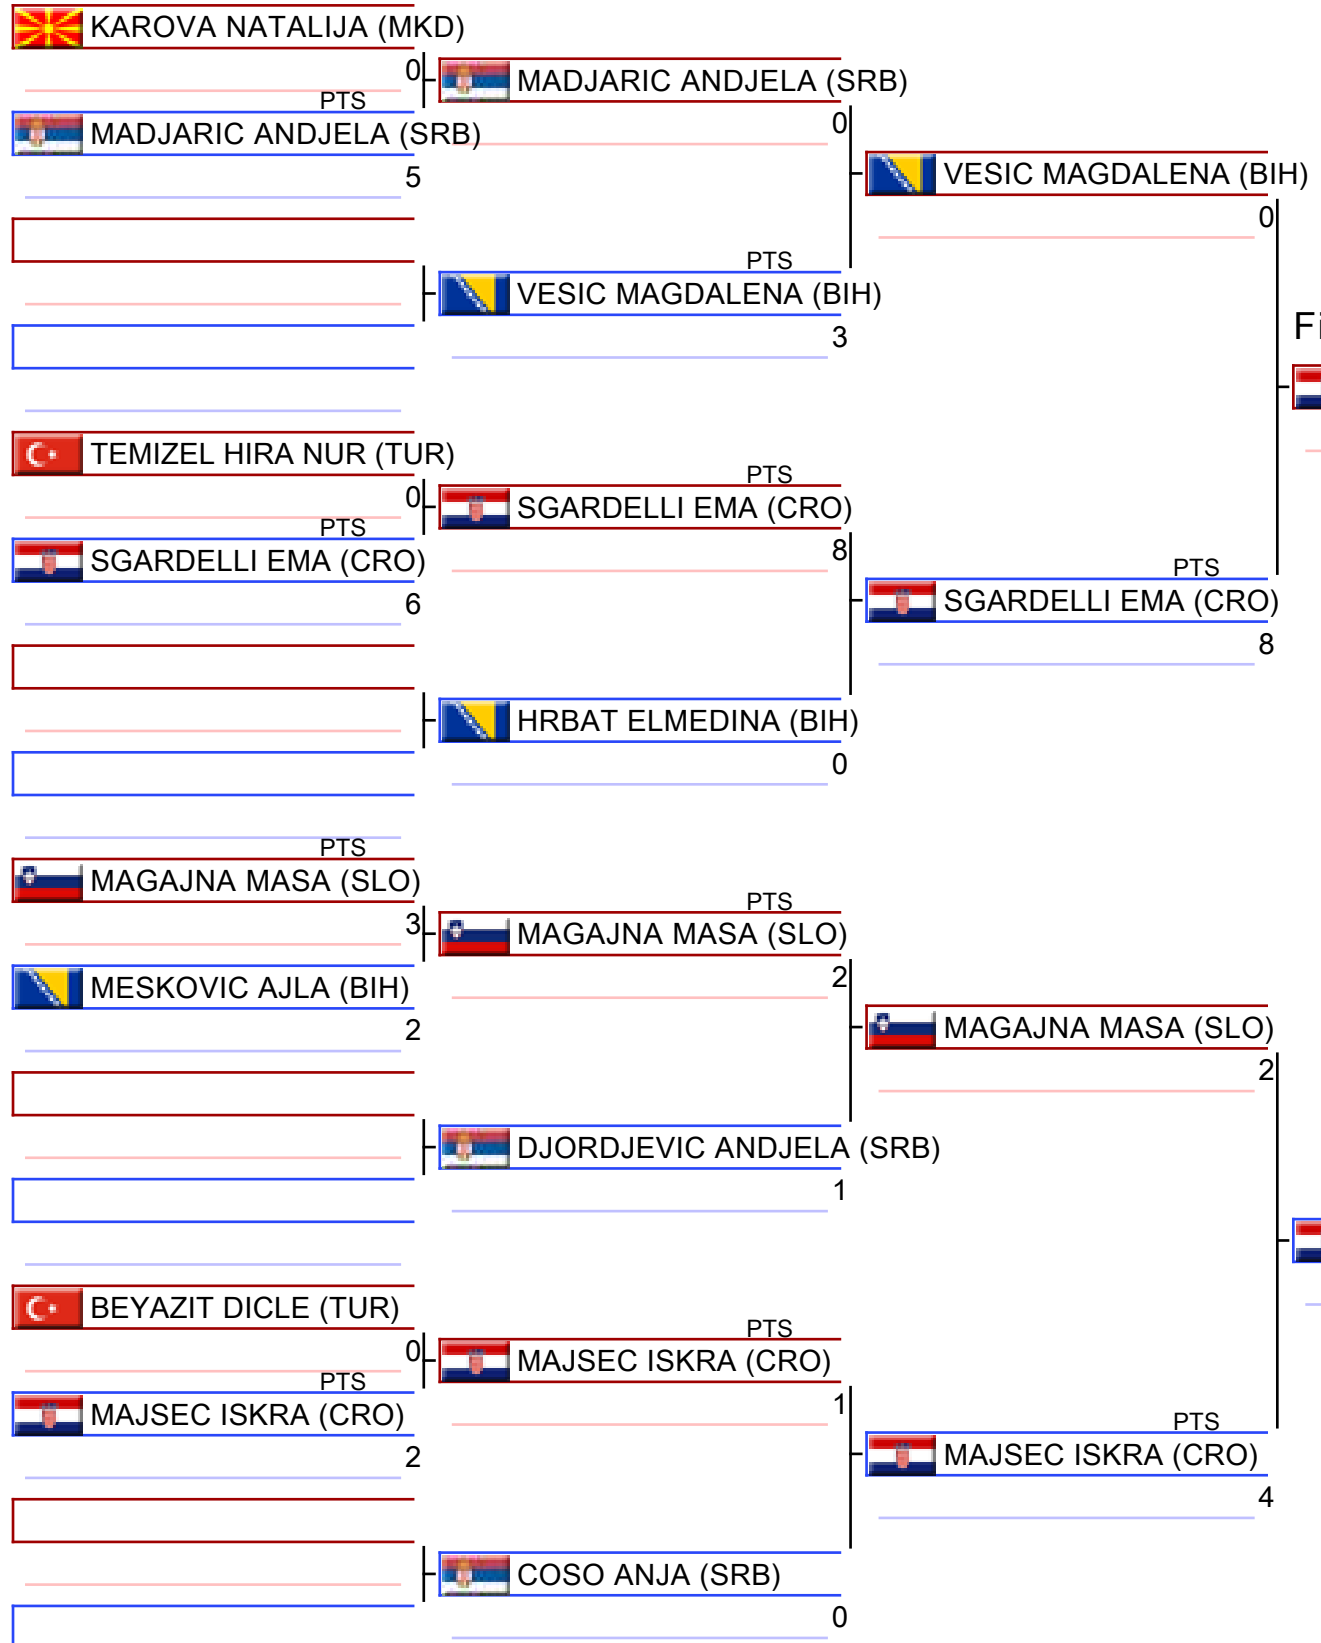 KAROVA NATALIJA (MKD)
0
PTS
MADJARIC ANDJELA (SRB)
5
TEMIZEL HIRA NUR (TUR)
0
PTS
SGARDELLI EMA (CRO)
6
PTS
MAGAJNA MASA (SLO)
3
MESKOVIC AJLA (BIH)
2
BEYAZIT DICLE (TUR)
0
PTS
MAJSEC ISKRA (CRO)
2
MADJARIC ANDJELA (SRB)
0
PTS
VESIC MAGDALENA (BIH)
3
PTS
SGARDELLI EMA (CRO)
8
HRBAT ELMEDINA (BIH)
0
PTS
MAGAJNA MASA (SLO)
2
DJORDJEVIC ANDJELA (SRB)
1
PTS
MAJSEC ISKRA (CRO)
1
COSO ANJA (SRB)
0
VESIC MAGDALENA (BIH)
0
PTS
SGARDELLI EMA (CRO)
8
MAGAJNA MASA (SLO)
2
PTS
MAJSEC ISKRA (CRO)
4
Fi